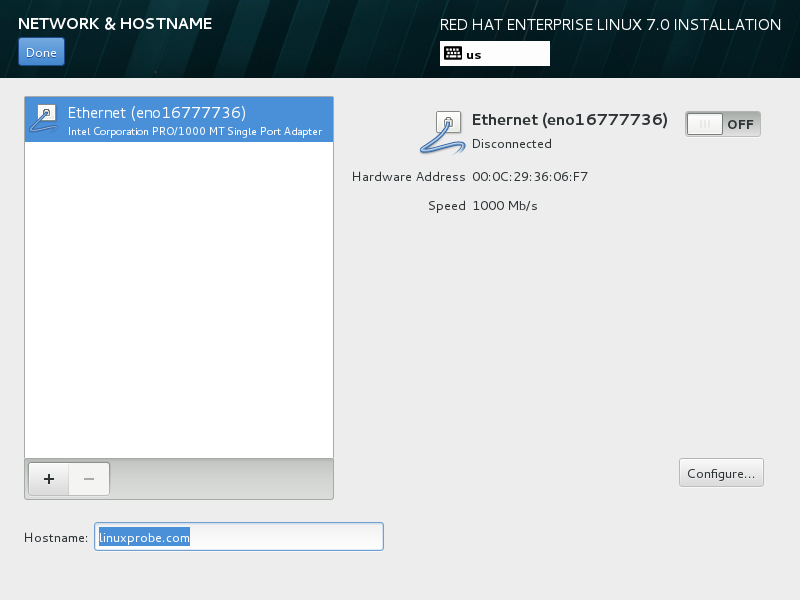 NETWORK & HOSTNAME
RED HAT ENTERPRISE LINUX 7.0 INSTALLATION
Done
us
Ethernet (eno16777736)
Intel Corporation PRO/1000 MT Single Port Adapter
Ethernet (eno16777736)
OFF
Disconnected
Hardware Address 00:0C:29:36:06:F7
Speed 1000 Mb/s
+ −
Configure...
Hostname: linuxprobe.com